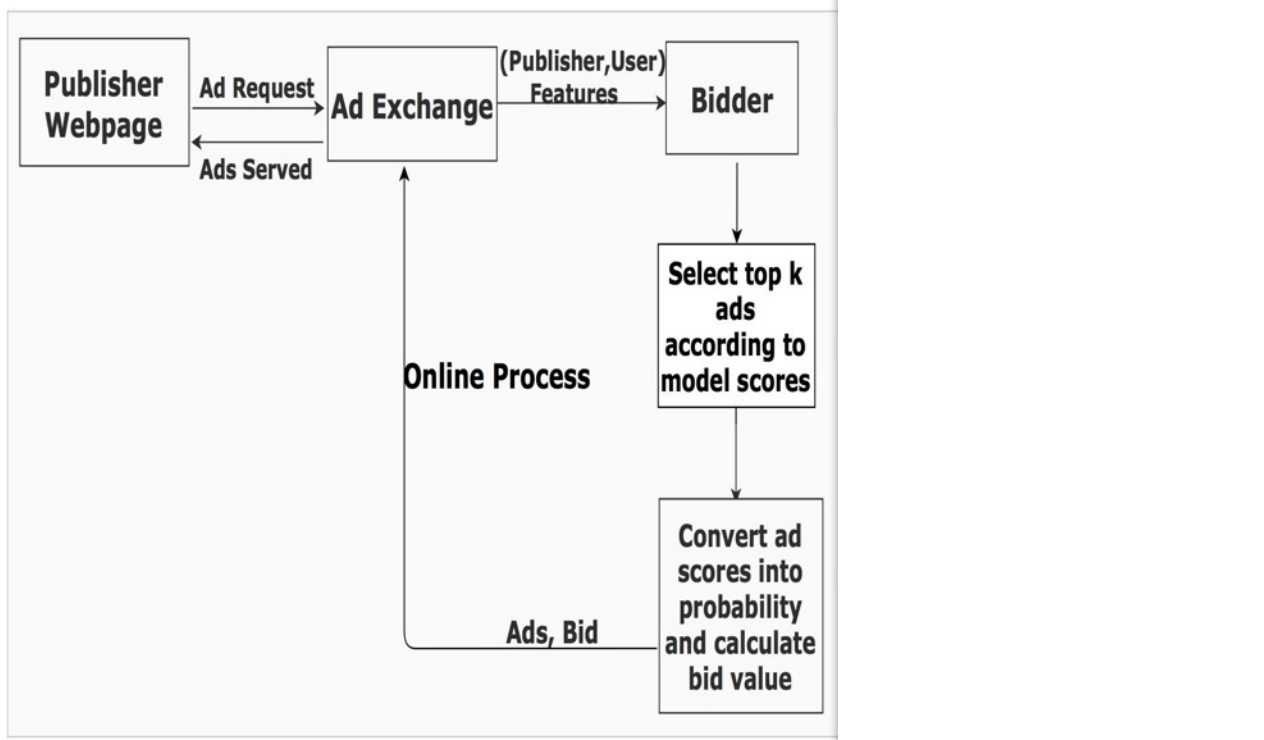 Publisher
Webpage
Ad Request
Ads Served
Ad Exchange
(Publisher,User)
Features
Bidder
Select top k
ads
according to
model scores
Online Process
Convert ad
scores into
probability
and calculate
bid value
Ads, Bid